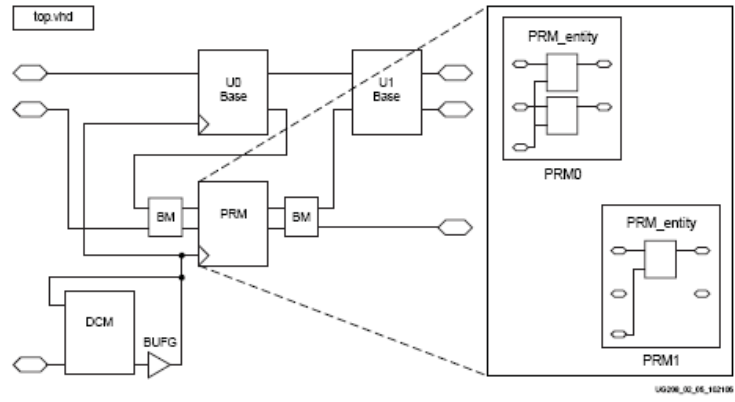 top.vhd
U0
Base
U1
Base
BM
PRM
BM
DCM
BUFG
PRM_entity
PRM0
PRM_entity
PRM1
UG208_02_05_102105